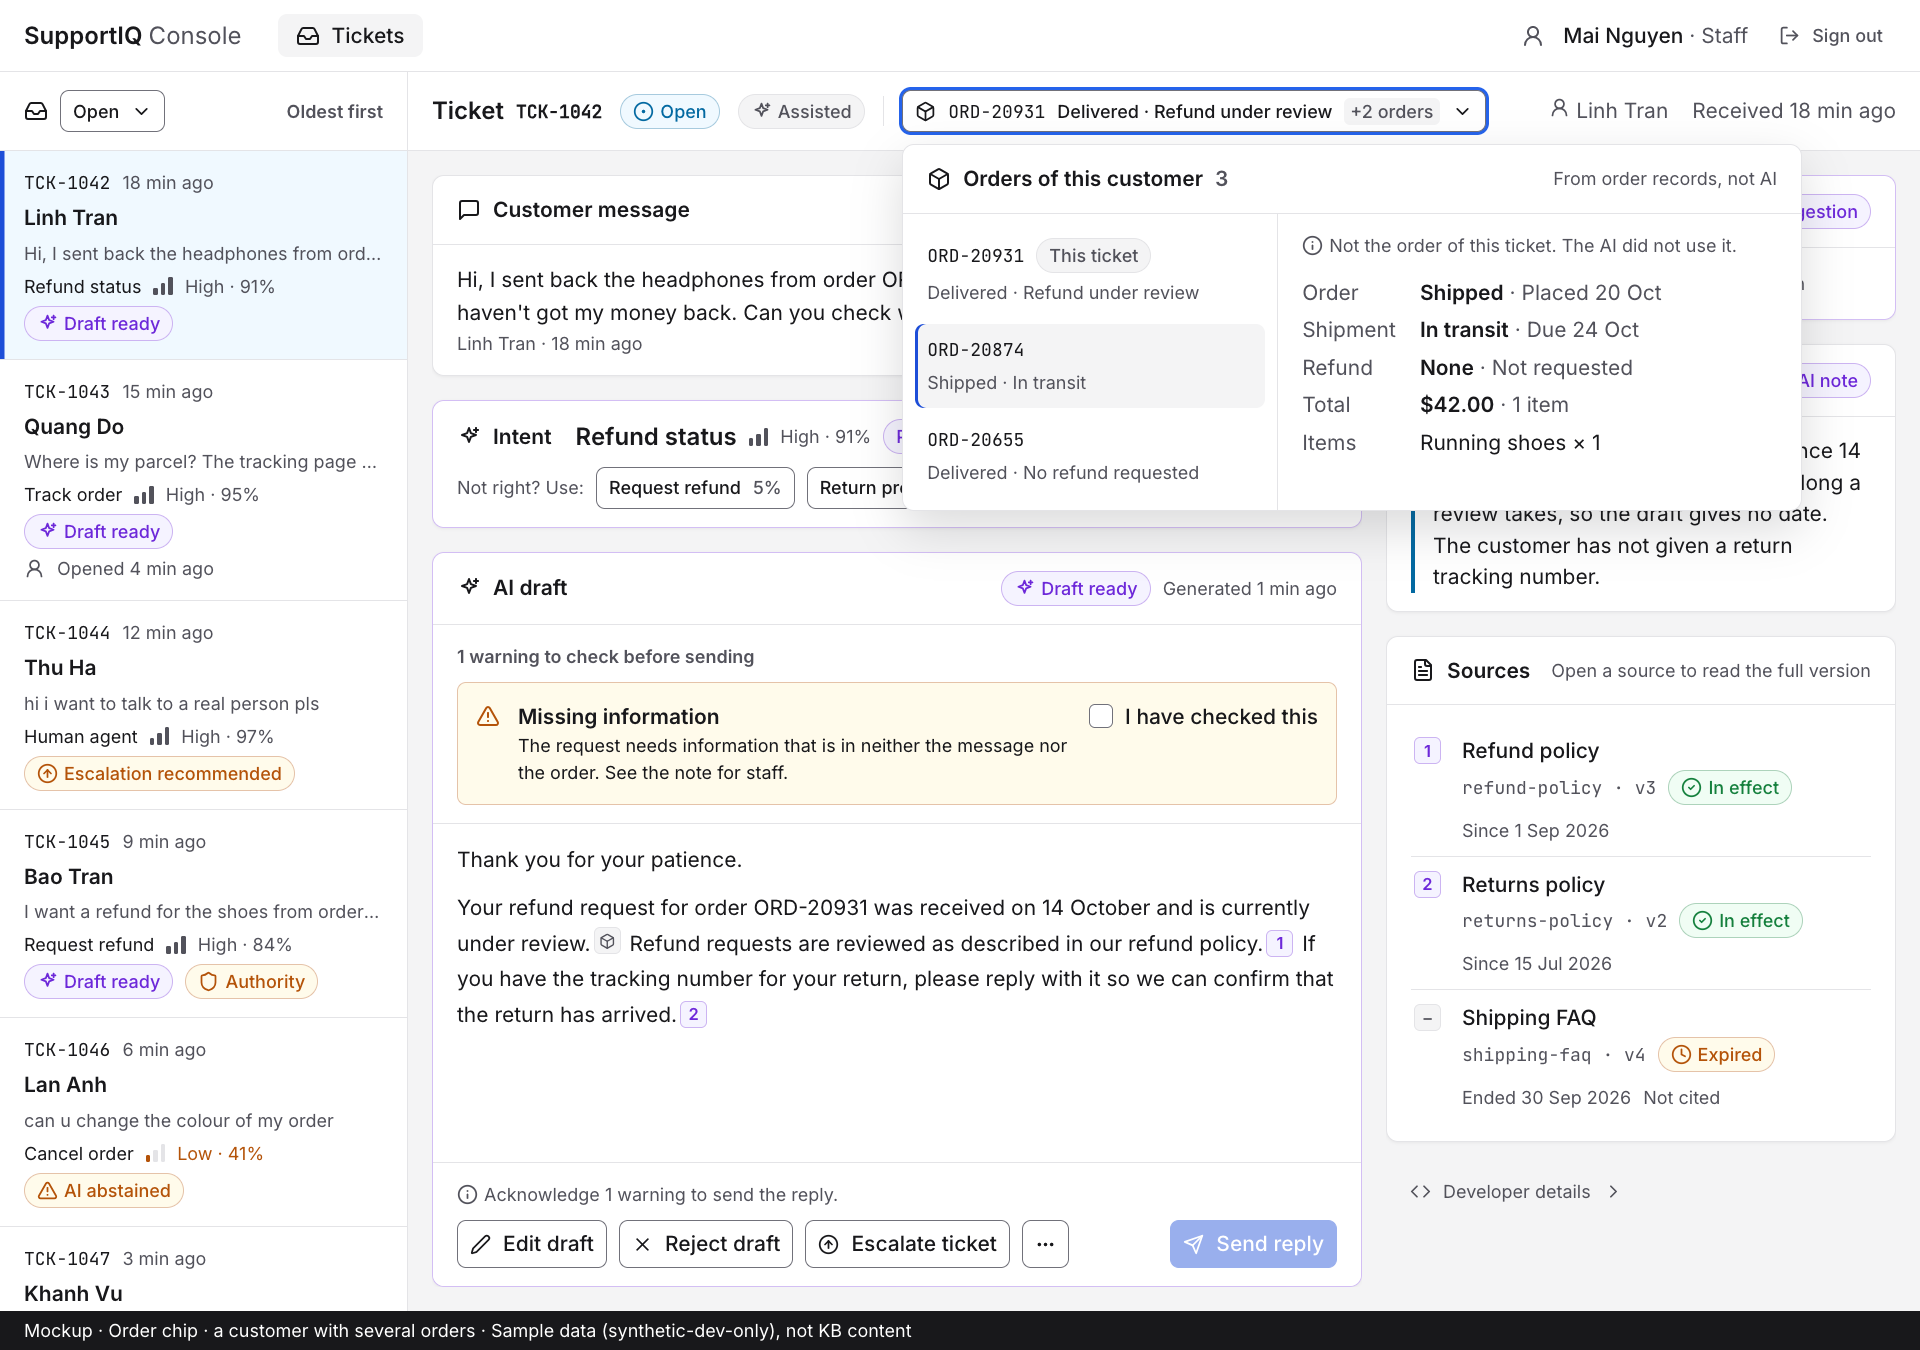 SupportIQ Console
Tickets
Mai Nguyen · Staff
Sign out
Open
Oldest first
Ticket TCK-1042
Open
Assisted
ORD-20931 Delivered · Refund under review +2 orders
Linh Tran
Received 18 min ago
TCK-1042 18 min ago
Linh Tran
Hi, I sent back the headphones from ord...
Refund status High · 91%
Draft ready
TCK-1043 15 min ago
Quang Do
Where is my parcel? The tracking page ...
Track order High · 95%
Draft ready
Opened 4 min ago
TCK-1044 12 min ago
Thu Ha
hi i want to talk to a real person pls
Human agent High · 97%
Escalation recommended
TCK-1045 9 min ago
Bao Tran
I want a refund for the shoes from order...
Request refund High · 84%
Draft ready Authority
TCK-1046 6 min ago
Lan Anh
can u change the colour of my order
Cancel order Low · 41%
AI abstained
TCK-1047 3 min ago
Khanh Vu
Customer message
Hi, I sent back the headphones from order
haven't got my money back. Can you check
Linh Tran · 18 min ago
Intent Refund status High · 91%
Not right? Use: Request refund 5% Return
Orders of this customer 3
From order records, not AI
ORD-20931 This ticket
Delivered · Refund under review
ORD-20874
Shipped · In transit
ORD-20655
Delivered · No refund requested
Not the order of this ticket. The AI did not use it.
Order Shipped · Placed 20 Oct
Shipment In transit · Due 24 Oct
Refund None · Not requested
Total $42.00 · 1 item
Items Running shoes × 1
AI draft
Draft ready
Generated 1 min ago
1 warning to check before sending
Missing information
I have checked this
The request needs information that is in neither the message nor
the order. See the note for staff.
Thank you for your patience.
Your refund request for order ORD-20931 was received on 14 October and is currently
under review. Refund requests are reviewed as described in our refund policy. 1 If
you have the tracking number for your return, please reply with it so we can confirm that
the return has arrived. 2
Acknowledge 1 warning to send the reply.
Edit draft
Reject draft
Escalate ticket
...
Send reply
AI note
14
long a
review takes, so the draft gives no date.
The customer has not given a return
tracking number.
Sources
Open a source to read the full version
1 Refund policy
refund-policy · v3 In effect
Since 1 Sep 2026
2 Returns policy
returns-policy · v2 In effect
Since 15 Jul 2026
– Shipping FAQ
shipping-faq · v4 Expired
Ended 30 Sep 2026 Not cited
Developer details
Mockup · Order chip · a customer with several orders · Sample data (synthetic-dev-only), not KB content